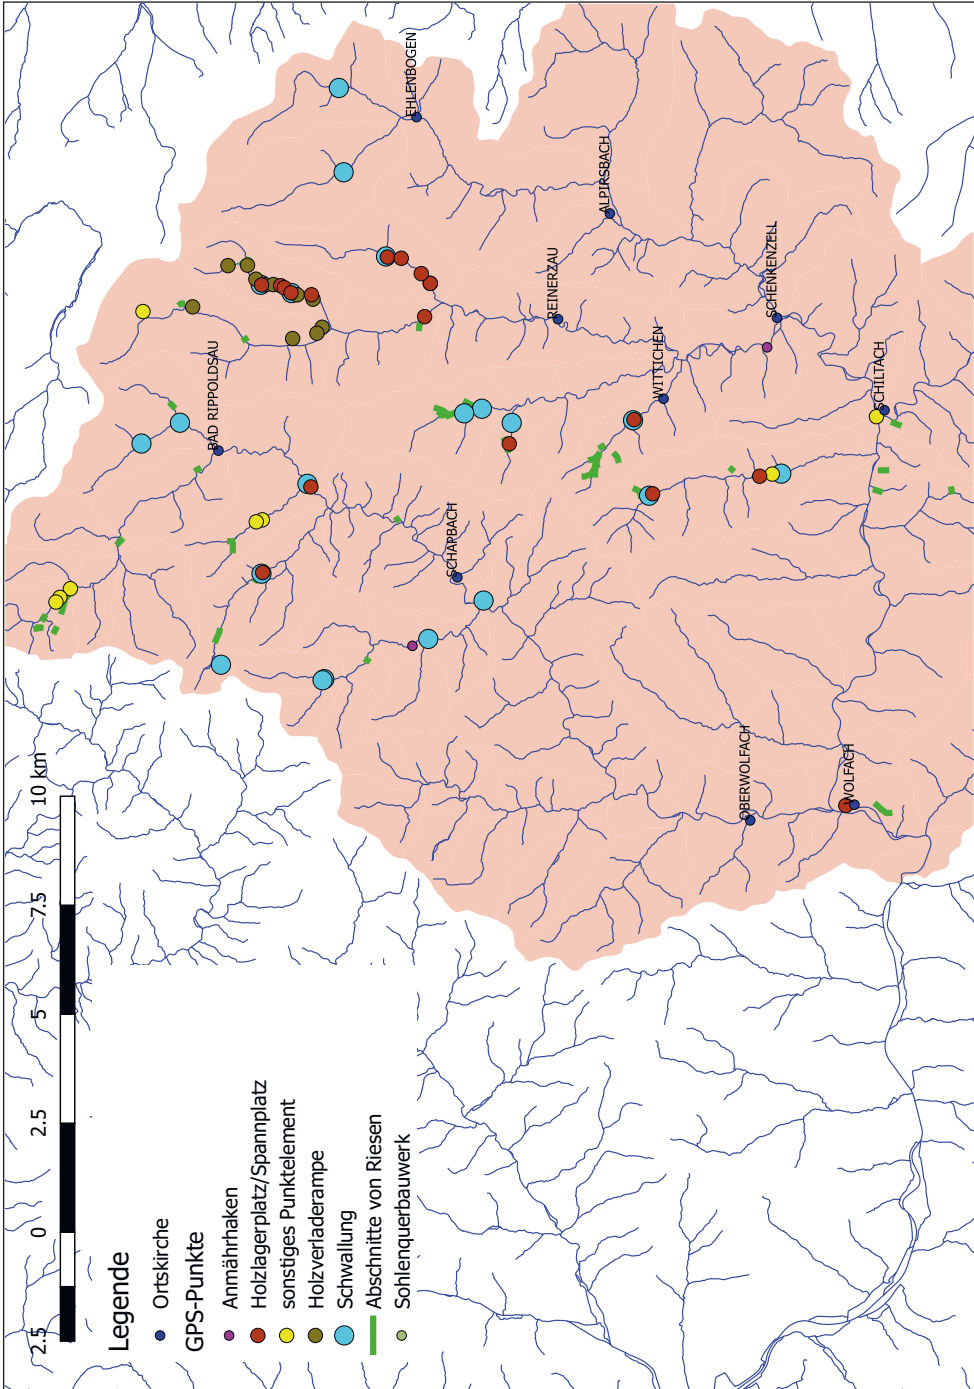 2.5 0 2.5 5 7.5 10 km
Legende
Ortskirche
GPS-Punkte
Anmährhaken
Holzlagerplatz/Spannplatz
sonstiges Punktelement
Holzverladerampe
Schwallung
Abschnitte von Riesen
Sohlenquerbauwerk
EHLENBOGEN
ALPIRSBACH
REINERZAU
SCHENKENZELL
BAD RIPPOLDSAU
WITTICHEN
SCHILTACH
SCHAPBACH
OBERWOLFACH
WOLFACH